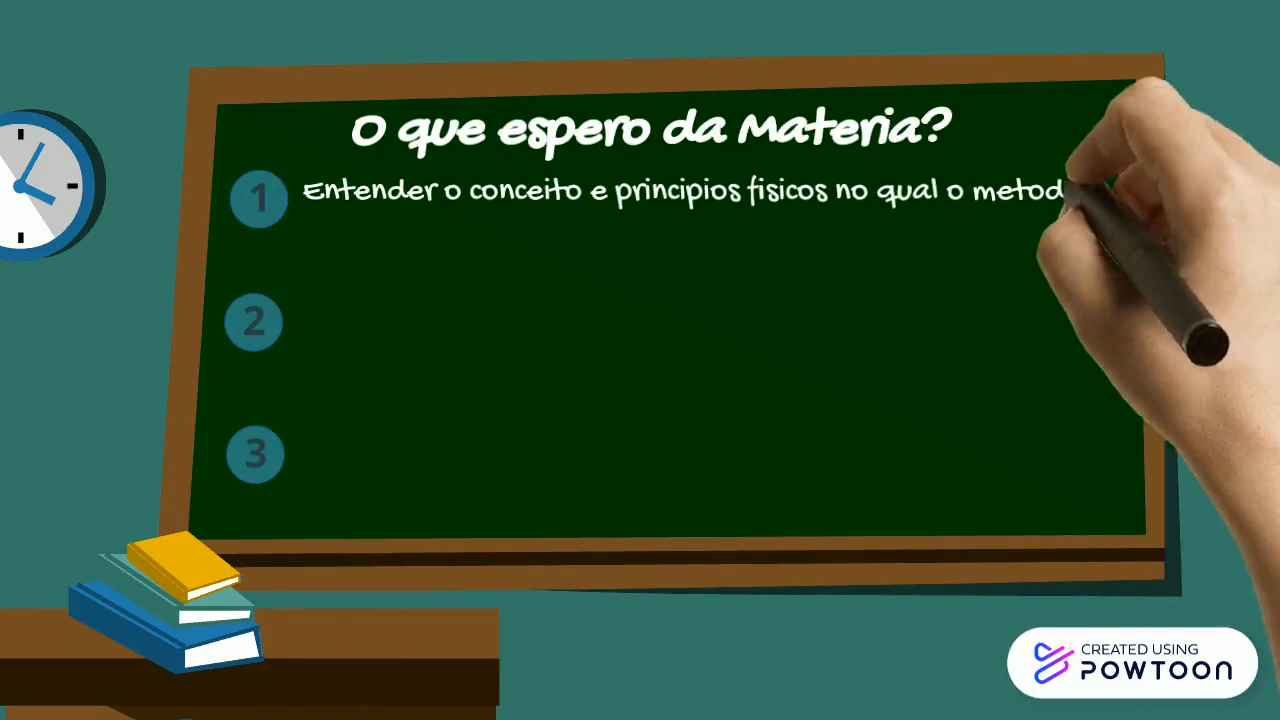 O que espero da Materia?
1 Entender o conceito e principios fisicos no qual o metod
2
3
CREATED USING
POWTOON